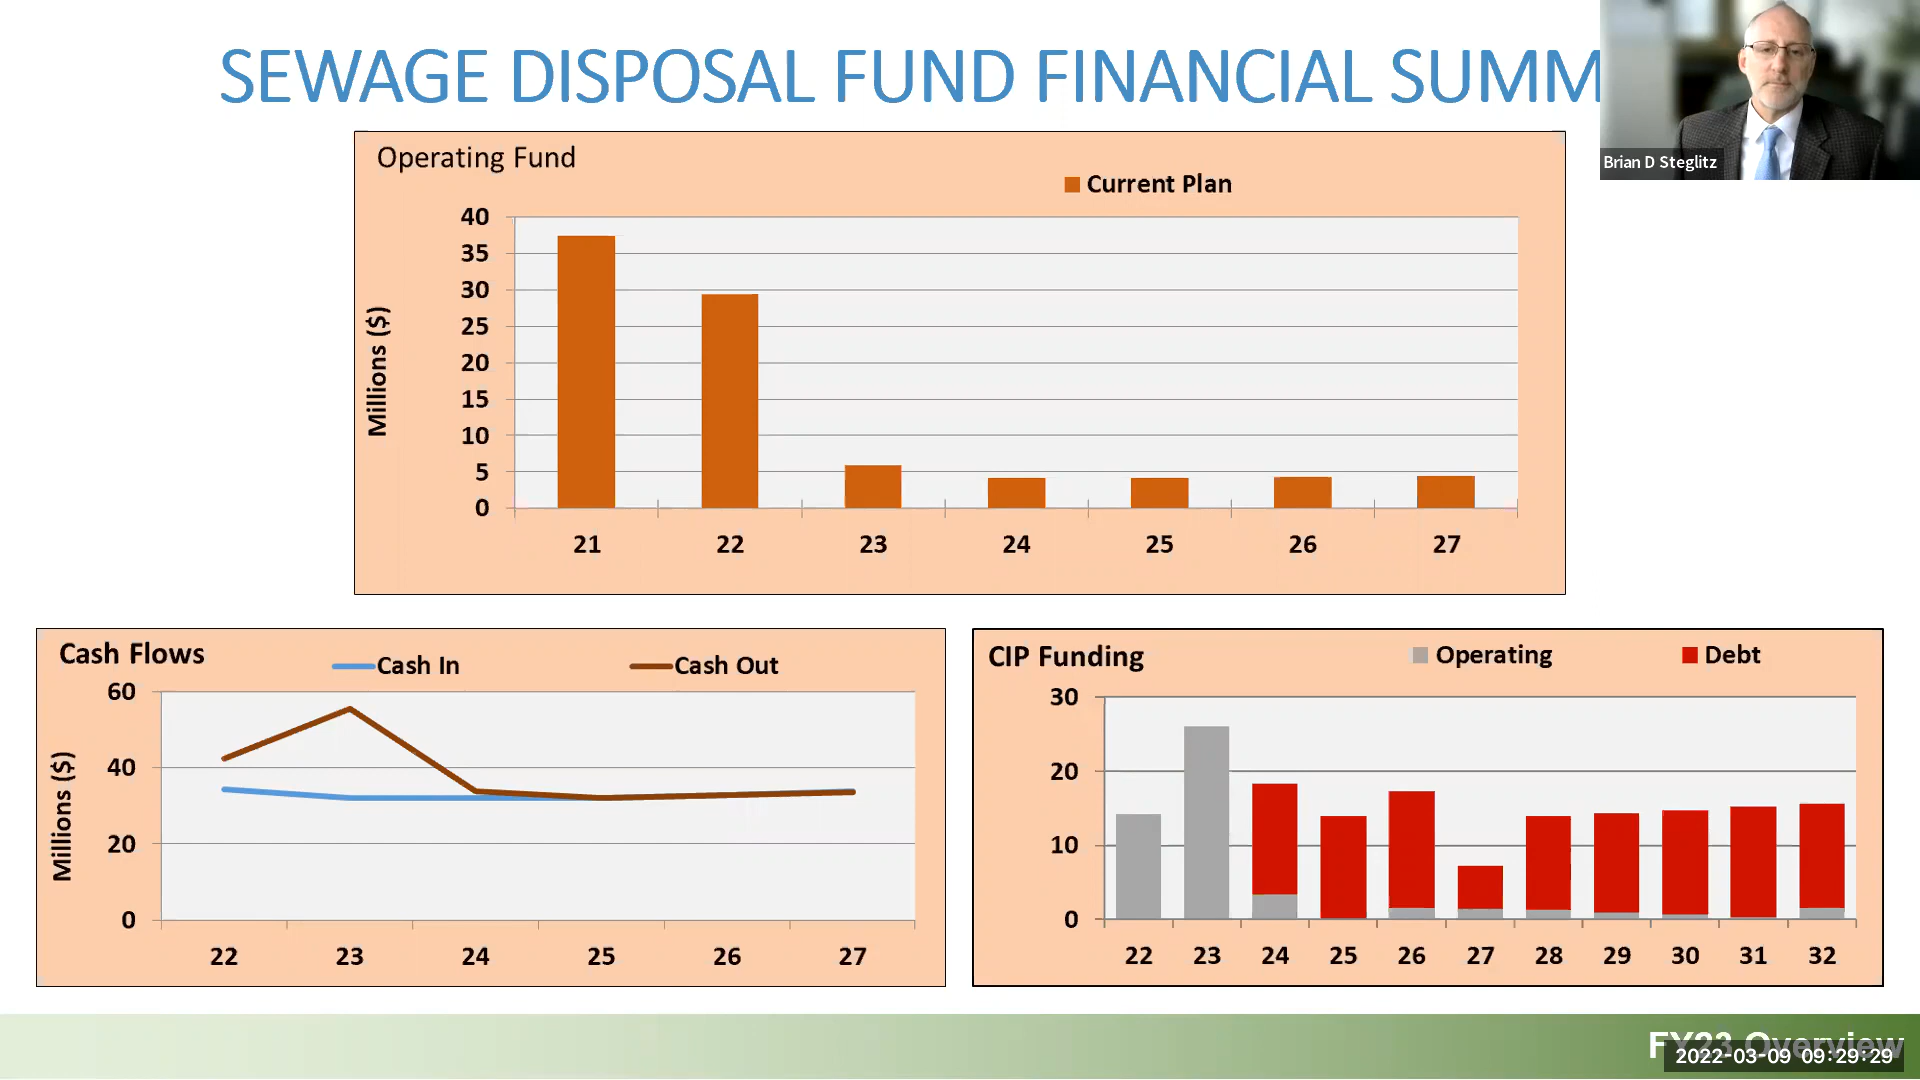 SEWAGE DISPOSAL FUND FINANCIAL SUMM
Brian D Steglitz
Operating Fund
Current Plan
Millions ($)
40
35
30
25
20
15
10
5
0
21 22 23 24 25 26 27
Cash Flows
Cash In Cash Out
Millions ($)
60
40
20
0
22 23 24 25 26 27
CIP Funding
Operating Debt
30
20
10
0
22 23 24 25 26 27 28 29 30 31 32
FY23 Overview
2022-03-09 09:29:29